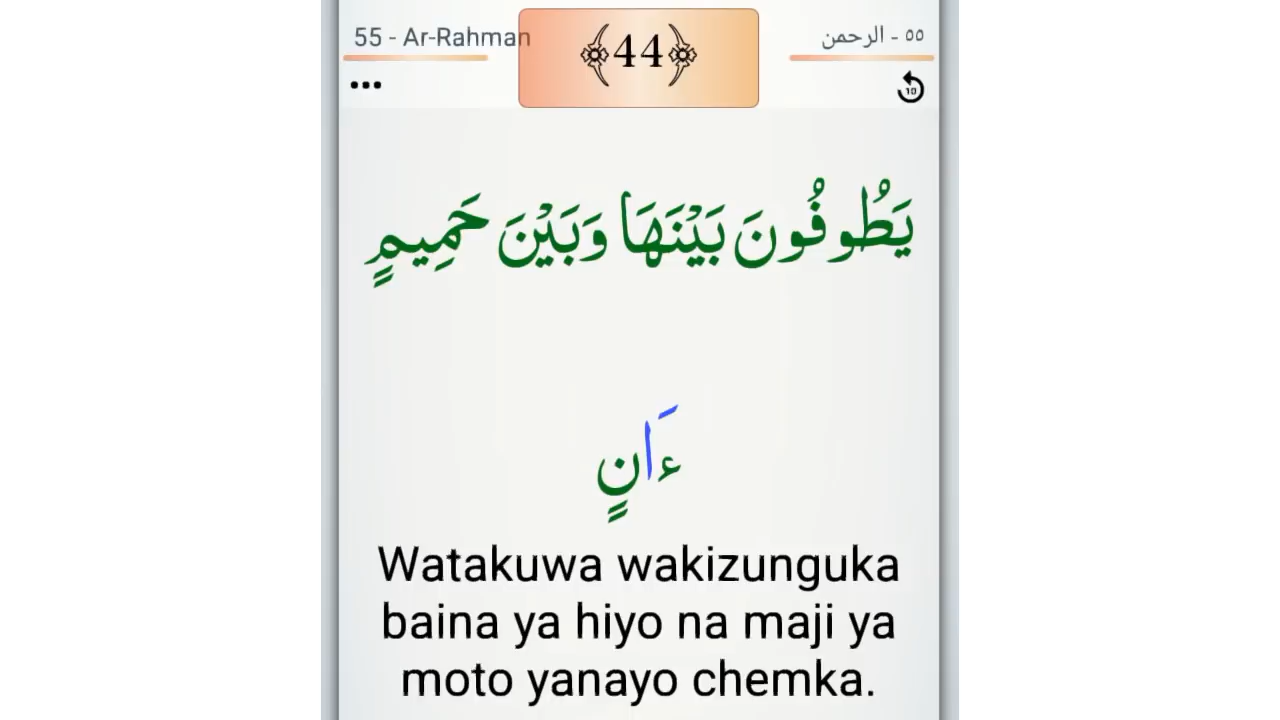 55 - Ar-Rahman
﴾44﴿
٥٥ - الرحمن
10
يَطُوفُونَ بَيْنَهَا وَبَيْنَ حَمِيمٍ
ءَانٍ
Watakuwa wakizunguka
baina ya hiyo na maji ya
moto yanayo chemka.